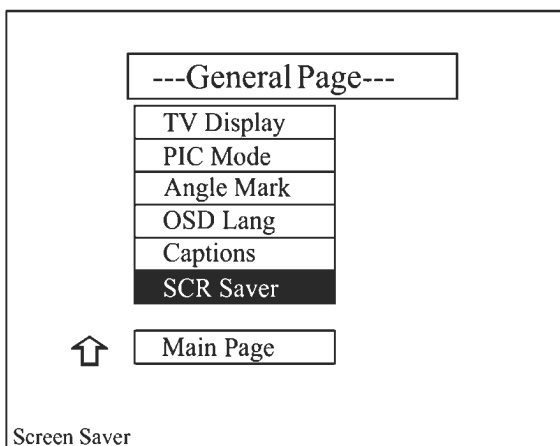 ---General Page---
TV Display
PIC Mode
Angle Mark
OSD Lang
Captions
SCR Saver
Main Page
Screen Saver